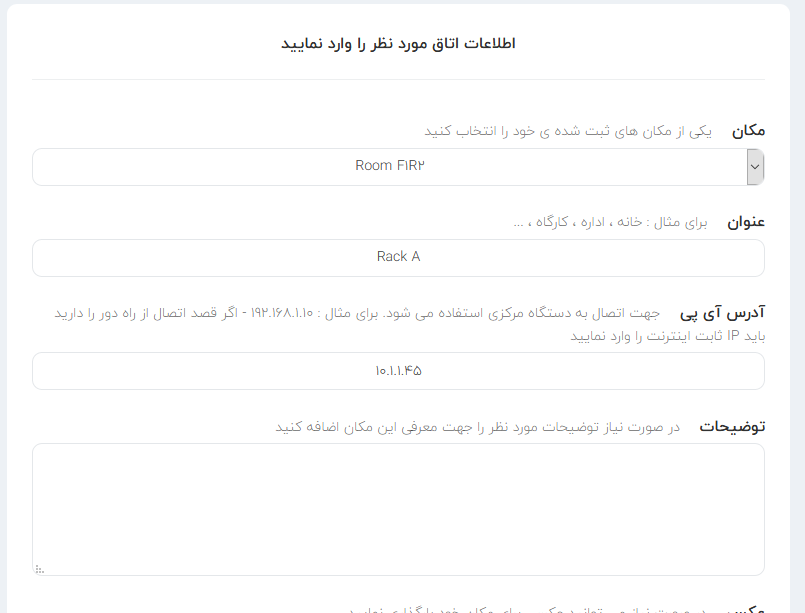 اطلاعات اتاق مورد نظر را وارد نمایید
مکان یکی از مکان های ثبت شده ی خود را انتخاب کنید
Room F۱R۲
عنوان برای مثال : خانه ، اداره ، کارگاه ، ...
Rack A
آدرس آی پی جهت اتصال به دستگاه مرکزی استفاده می شود. برای مثال : ۱۹۲.۱۶۸.۱.۱۰ - اگر قصد اتصال از راه دور را دارید
باید IP ثابت اینترنت را وارد نمایید
۱۰.۱.۱.۴۵
توضیحات در صورت نیاز توضیحات مورد نظر را جهت معرفی این مکان اضافه کنید